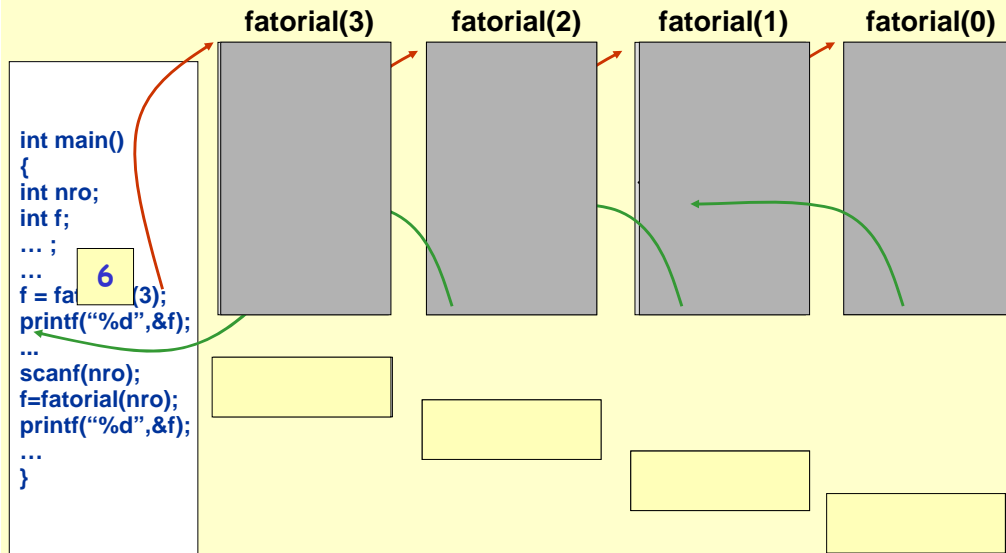 fatorial(3) fatorial(2) fatorial(1) fatorial(0)
int main()
{
int nro;
int f;
… ;
…
6
f = fat (3);
printf(“%d”,&f);
...
scanf(nro);
f=fatorial(nro);
printf(“%d”,&f);
…
}